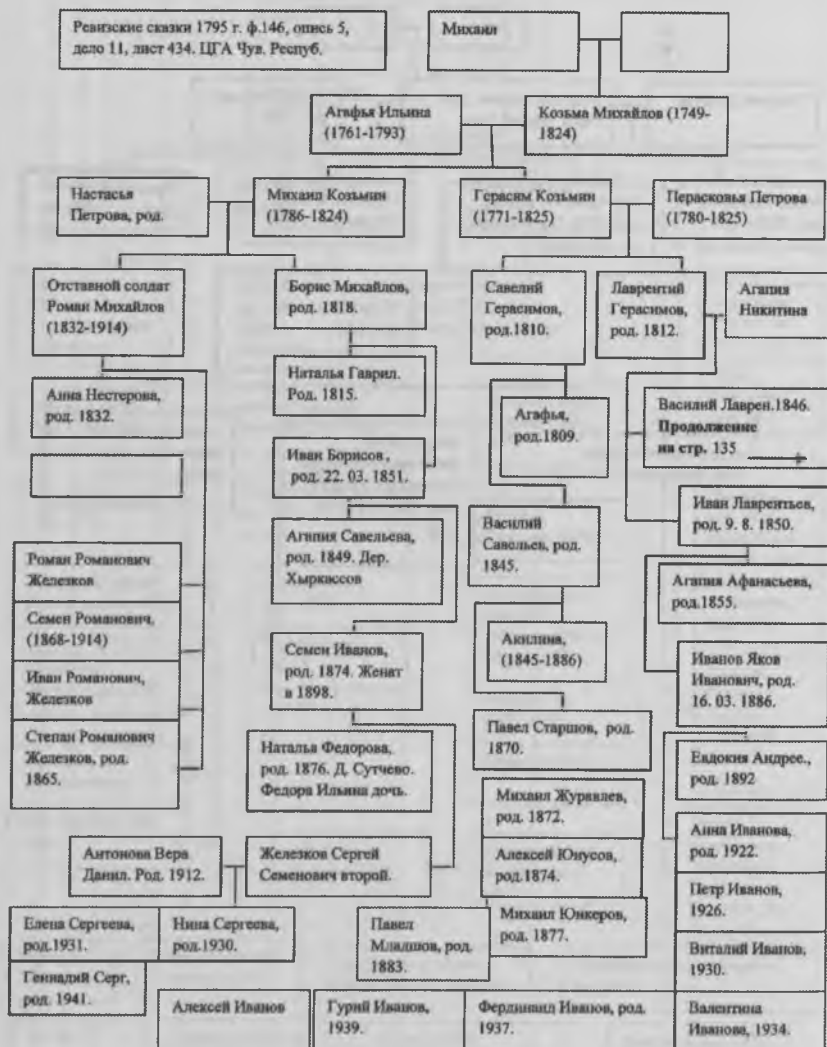 Ревизские сказки 1795 г. ф.146, опись 5,
дело 11, лист 434. ЦГА Чув. Респуб.
Михаил
Агафья Ильина
(1761-1793)
Козьма Михайлов (1749-
1824)
Настасья
Петрова, род.
Михаил Козьмин
(1786-1824)
Герасим Козьмин
(1771-1825)
Перасковья Петрова
(1780-1825)
Отставной солдат
Роман Михайлов
(1832-1914)
Борис Михайлов,
род. 1818.
Савелий
Герасимов,
род.1810.
Лаврентий
Герасимов,
род. 1812.
Агапия
Никитина
Анна Нестерова,
род. 1832.
Наталья Гаврил.
Род. 1815.
Агафья,
род.1809.
Василий Лаврен.1846.
Продолжение
на стр. 135
Иван Борисов,
род. 22. 03. 1851.
Иван Лаврентьев,
род. 9. 8. 1850.
Агапия Савельева,
род. 1849. Дер.
Хыркассов
Василий
Савельев, род.
1845.
Роман Романович
Железков
Агапия Афанасьева,
род.1855.
Семен Романович.
(1868-1914)
Семен Иванов,
род. 1874. Женат
в 1898.
Акилина,
(1845-1886)
Иванов Яков
Иванович, род.
16. 03. 1886.
Иван Романович,
Железков
Степан Романович
Железков, род.
1865.
Наталья Федорова,
род. 1876. Д. Сутчево.
Федора Ильина дочь.
Павел Старшов, род.
1870.
Евдокия Андрее.,
род. 1892
Михаил Журавлев,
род. 1872.
Антонова Вера
Данил. Род. 1912.
Железков Сергей
Семенович второй.
Алексей Юнусов,
род.1874.
Анна Иванова,
род. 1922.
Петр Иванов,
1926.
Елена Сергеева,
род.1931.
Нина Сергеева,
род.1930.
Павел
Младшов, род.
1883.
Михаил Юнкеров,
род. 1877.
Виталий Иванов,
1930.
Геннадий Серг,
род. 1941.
Алексей Иванов
Гурий Иванов,
1939.
Фердинанд Иванов, род.
1937.
Валентина
Иванова, 1934.